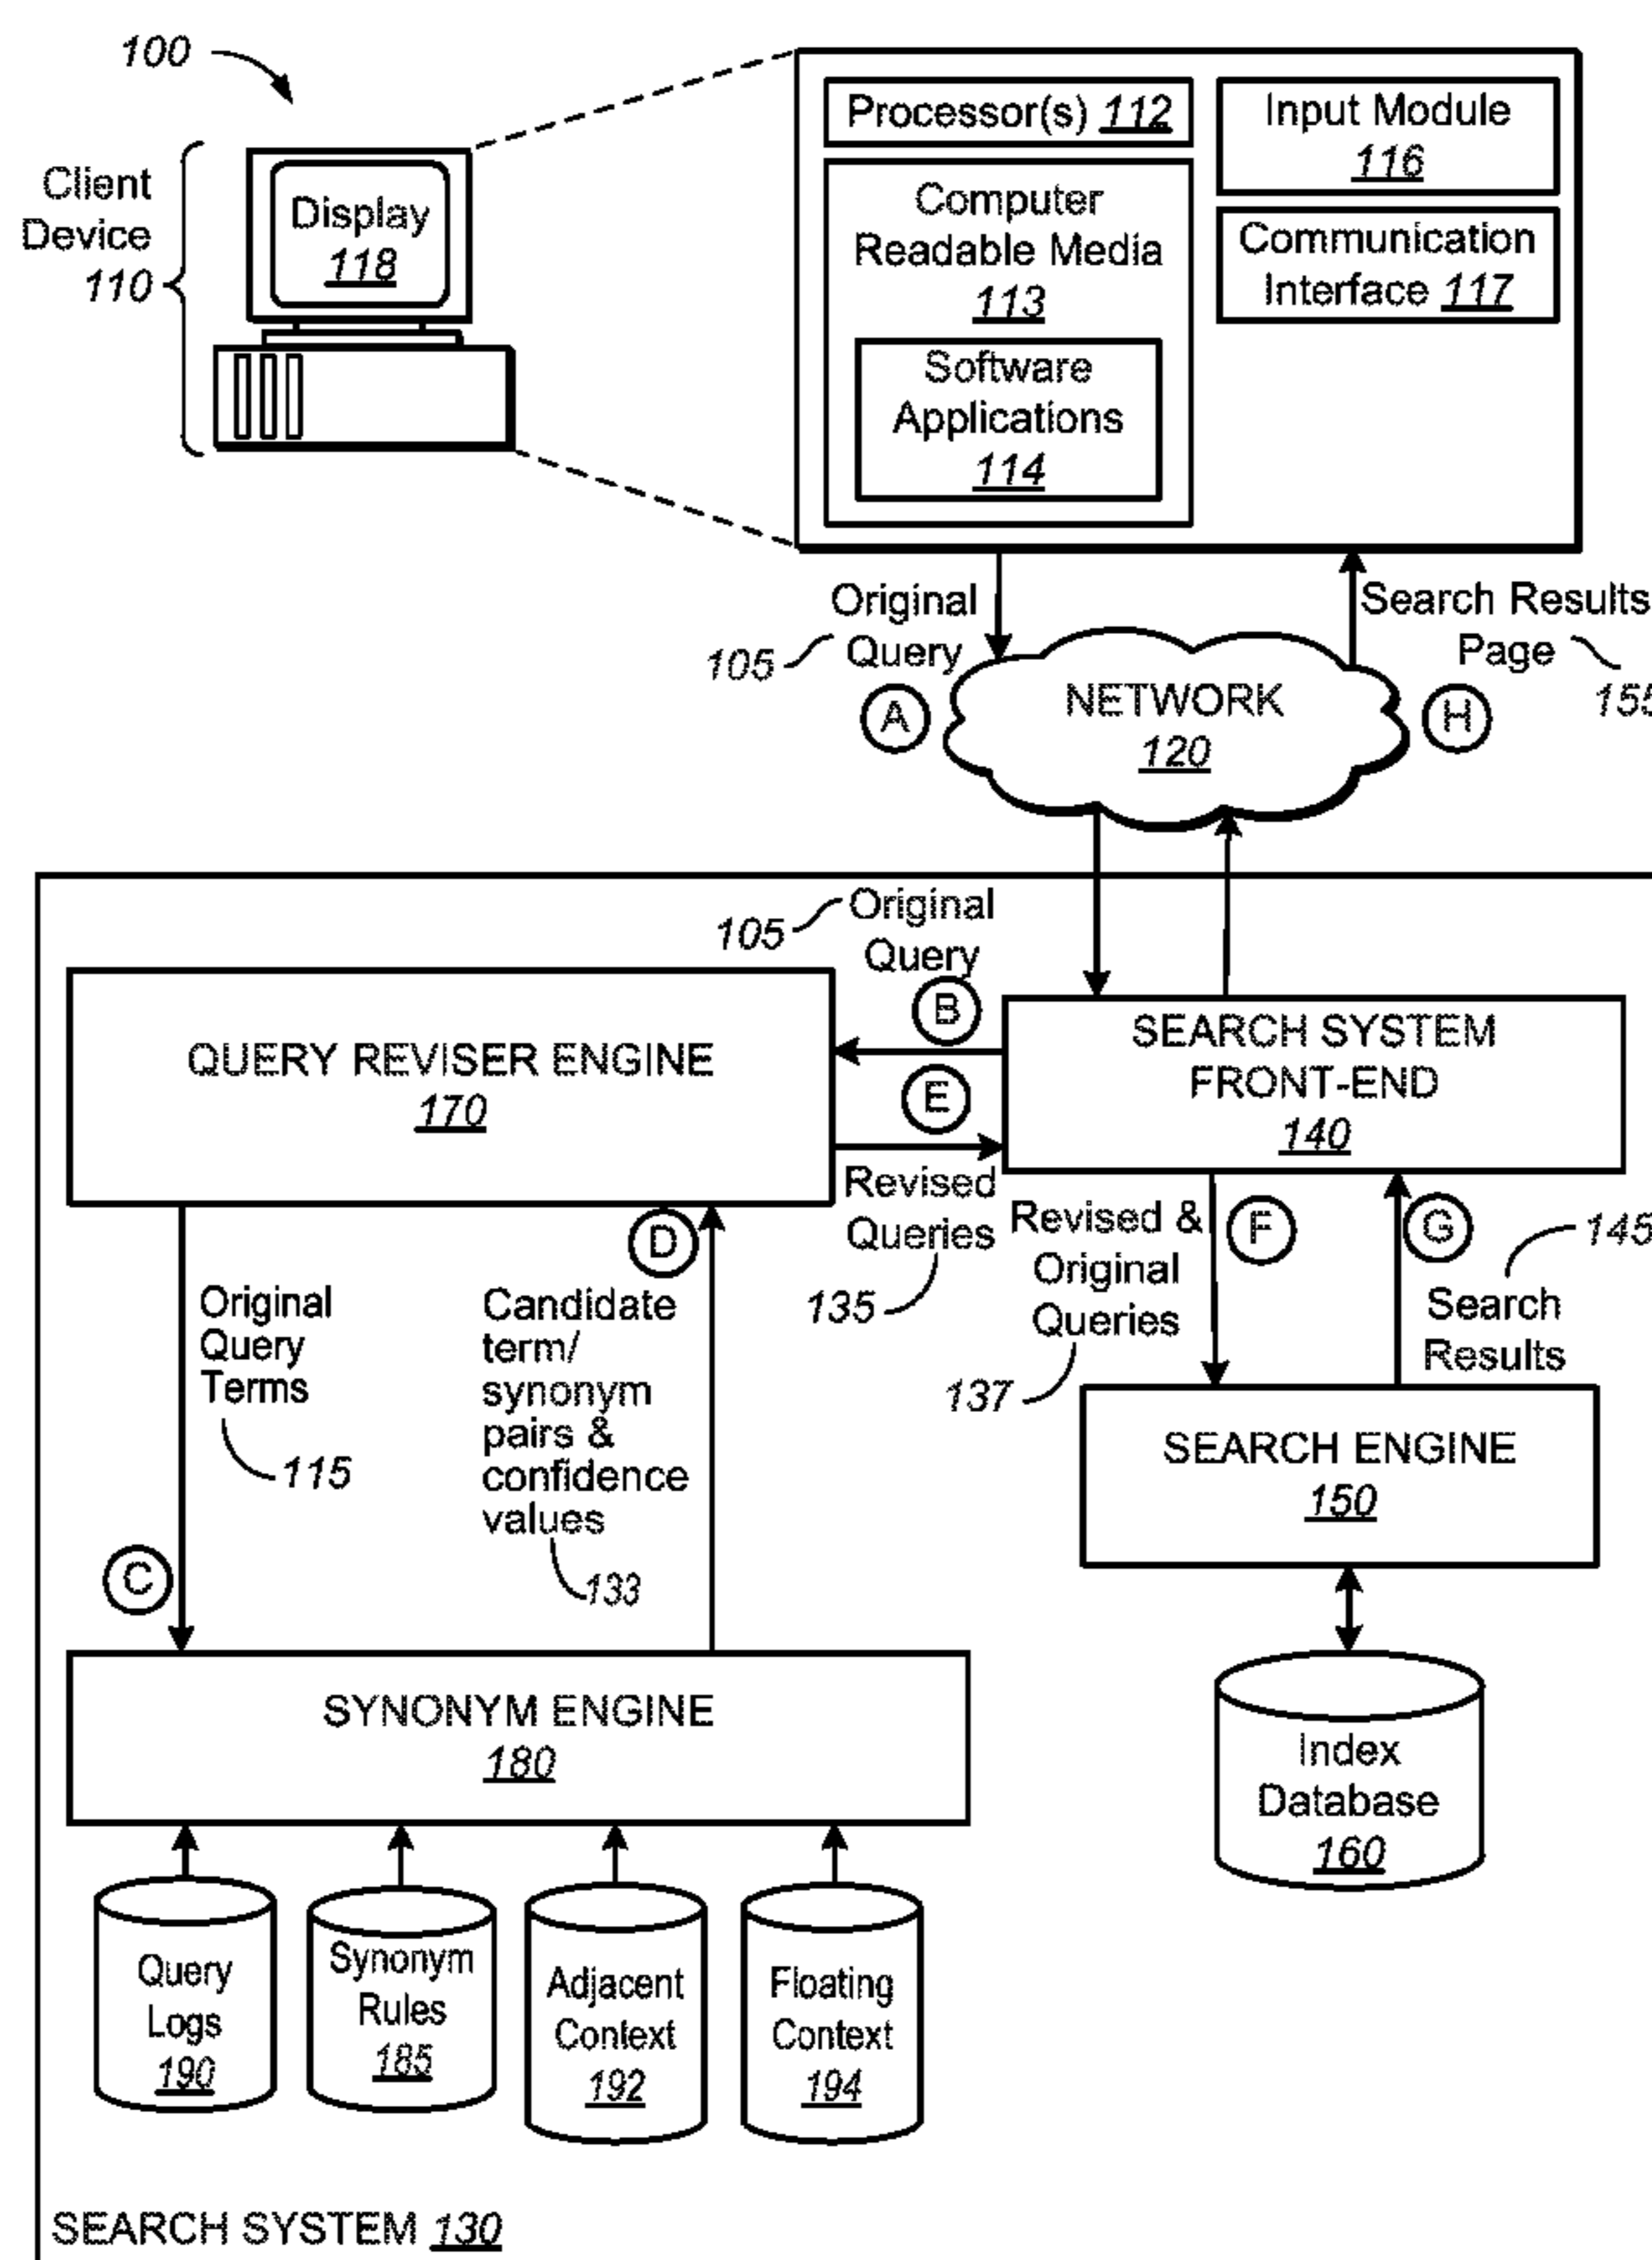 100
Client
Device
110
Display
118
Processor(s) 112
Computer
Readable Media
113
Software
Applications
114
Input Module
116
Communication
Interface 117
Original
Query
105
A
Search Results
Page
155
H
NETWORK
120
105
Original
Query
B
QUERY REVISER ENGINE
170
E
Revised
Queries
135
SEARCH SYSTEM
FRONT-END
140
D
C
Original
Query
Terms
115
Candidate
term/
synonym
pairs &
confidence
values
133
Revised &
Original
Queries
137
F
G
145
Search
Results
SEARCH ENGINE
150
SYNONYM ENGINE
180
Index
Database
160
Query
Logs
190
Synonym
Rules
185
Adjacent
Context
192
Floating
Context
194
SEARCH SYSTEM 130